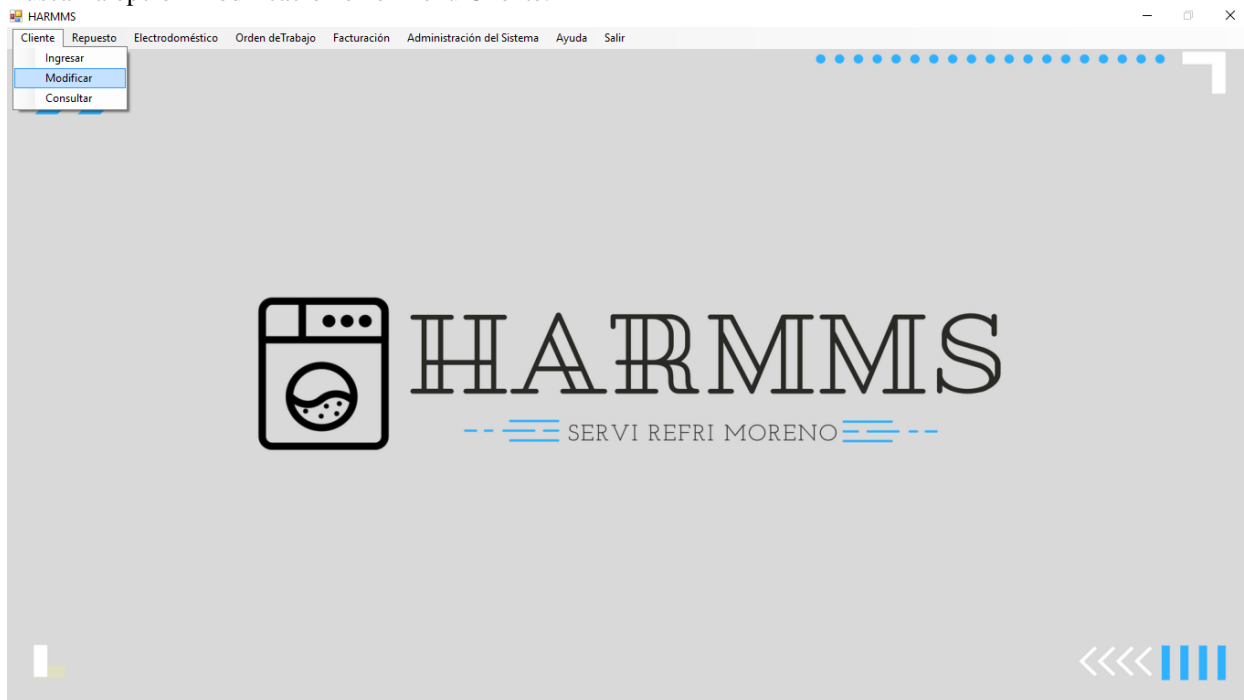 HARMMS
Cliente Repuesto Electrodoméstico Orden deTrabajo Facturación Administración del Sistema Ayuda Salir
Ingresar
Modificar
Consultar
HARMMS
SERVI REFRI MORENO